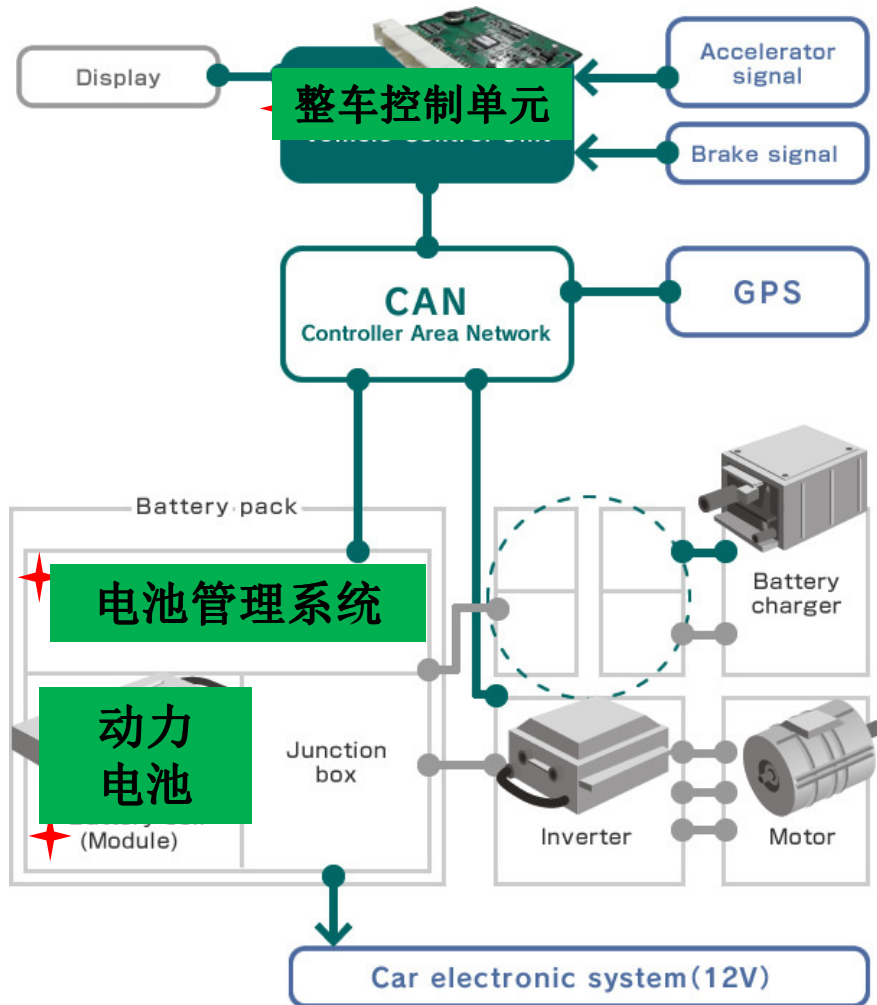 Display
整车控制单元
Accelerator
signal
Brake signal
CAN
Controller Area Network
GPS
Battery pack
电池管理系统
Battery
charger
动力
电池
(Module)
Junction
box
Inverter
Motor
Car electronic system(12V)